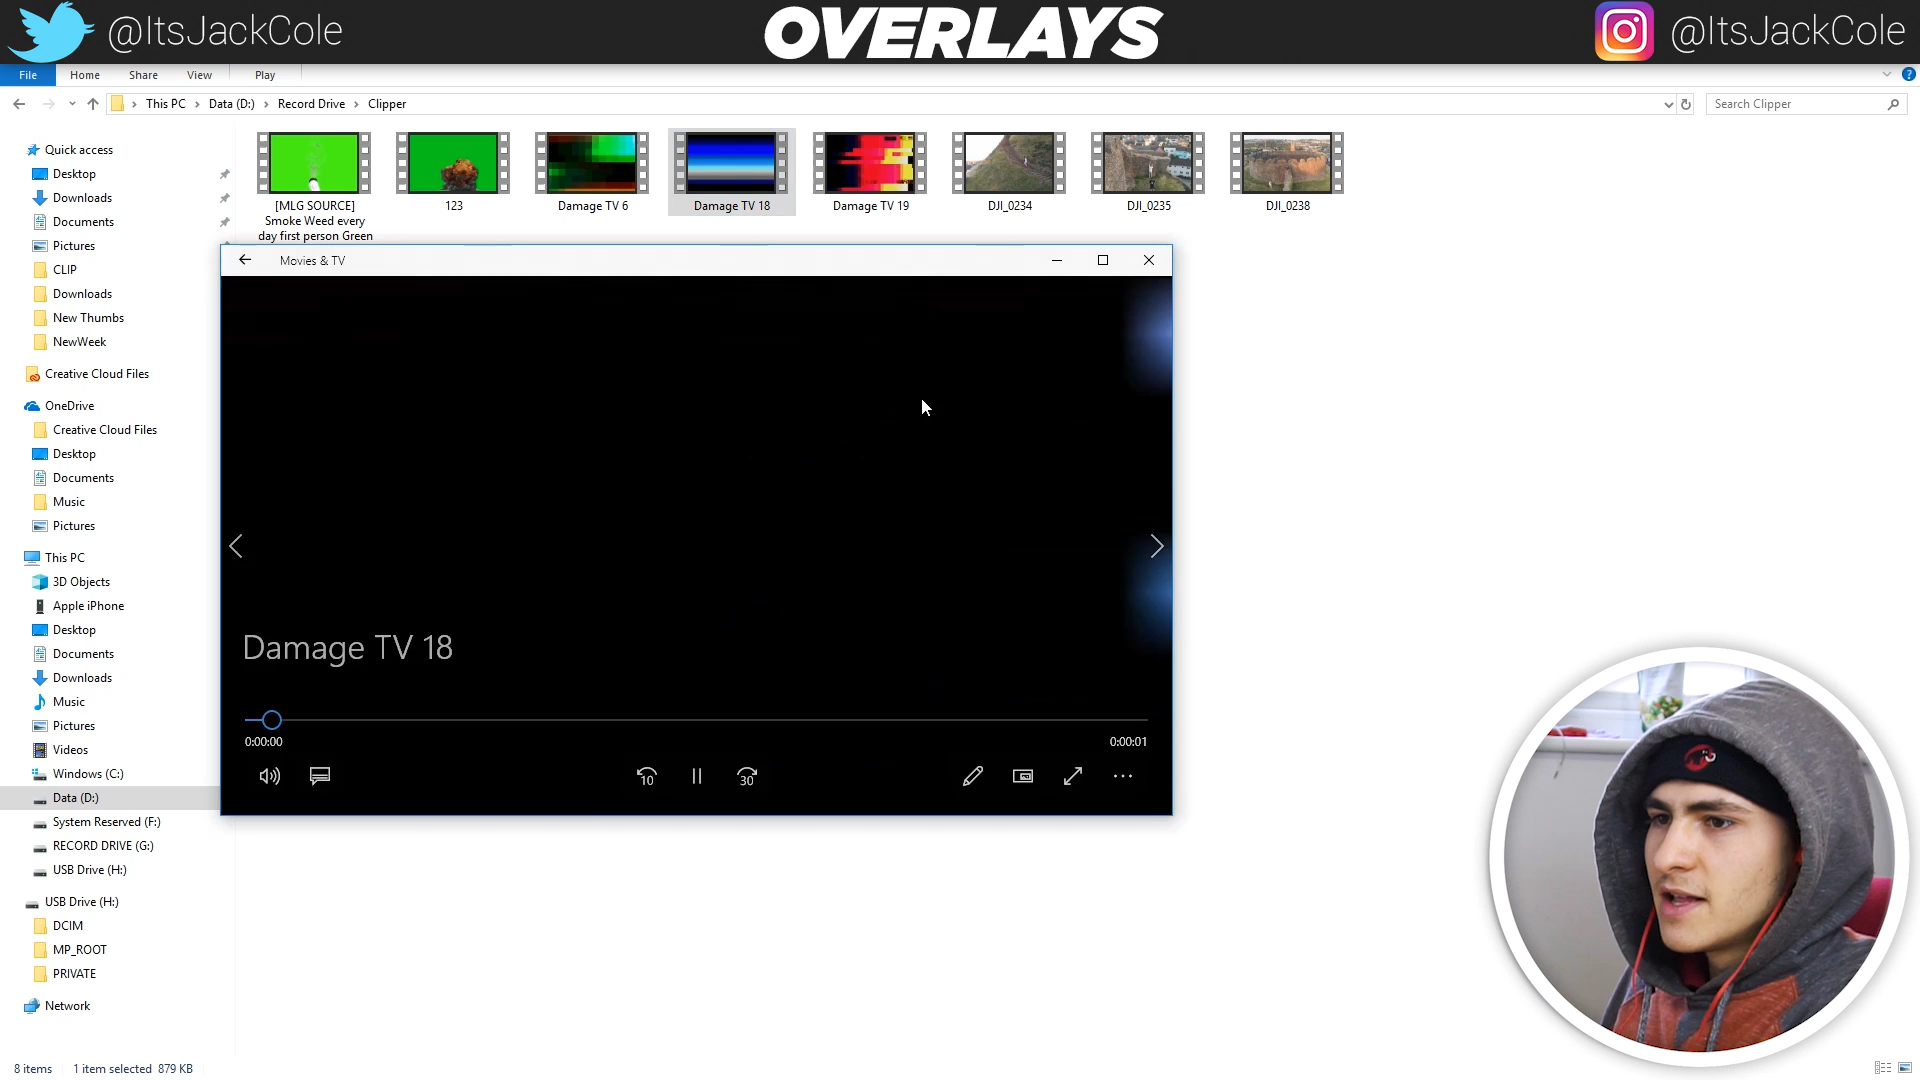 @ItsJackCole
OVERLAYS
@ItsJackCole
File
Home
Share
View
Play
This PC
Data (D:)
Record Drive
Clipper
Search Clipper
Quick access
Desktop
Downloads
Documents
Pictures
CLIP
Downloads
New Thumbs
NewWeek
Creative Cloud Files
OneDrive
Creative Cloud Files
Desktop
Documents
Music
Pictures
This PC
3D Objects
Apple iPhone
Desktop
Documents
Downloads
Music
Pictures
Videos
Windows (C:)
Data (D:)
System Reserved (F:)
RECORD DRIVE (G:)
USB Drive (H:)
USB Drive (H:)
DCIM
MP_ROOT
PRIVATE
Network
[MLG SOURCE]
Smoke Weed every
day first person Green
123
Damage TV 6
Damage TV 18
Damage TV 19
DJI_0234
DJI_0235
DJI_0238
Movies & TV
Damage TV 18
0:00:00
0:00:01
10
30
8 items
1 item selected 879 KB